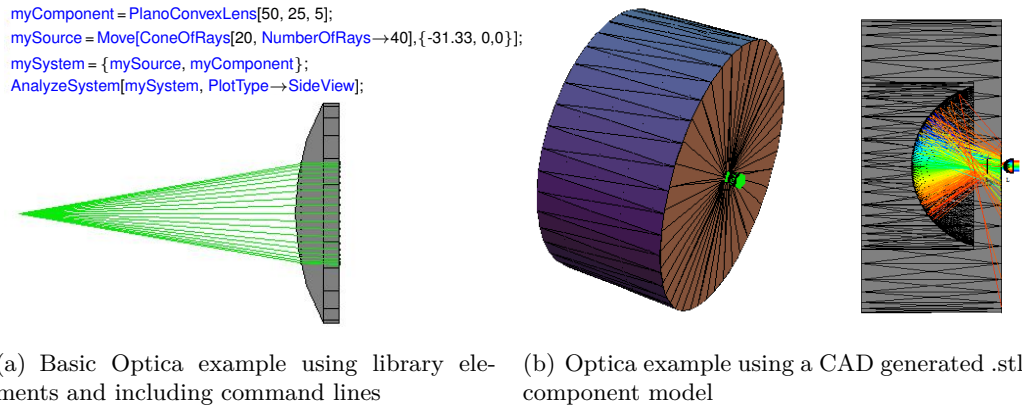 myComponent = PlanoConvexLens[50, 25, 5];
mySource = Move[ConeOfRays[20, NumberOfRays→40],{-31.33, 0,0}];
mySystem = {mySource, myComponent};
AnalyzeSystem[mySystem, PlotType→SideView];
(a) Basic Optica example using library ele-
ments and including command lines
(b) Optica example using a CAD generated .stl
component model